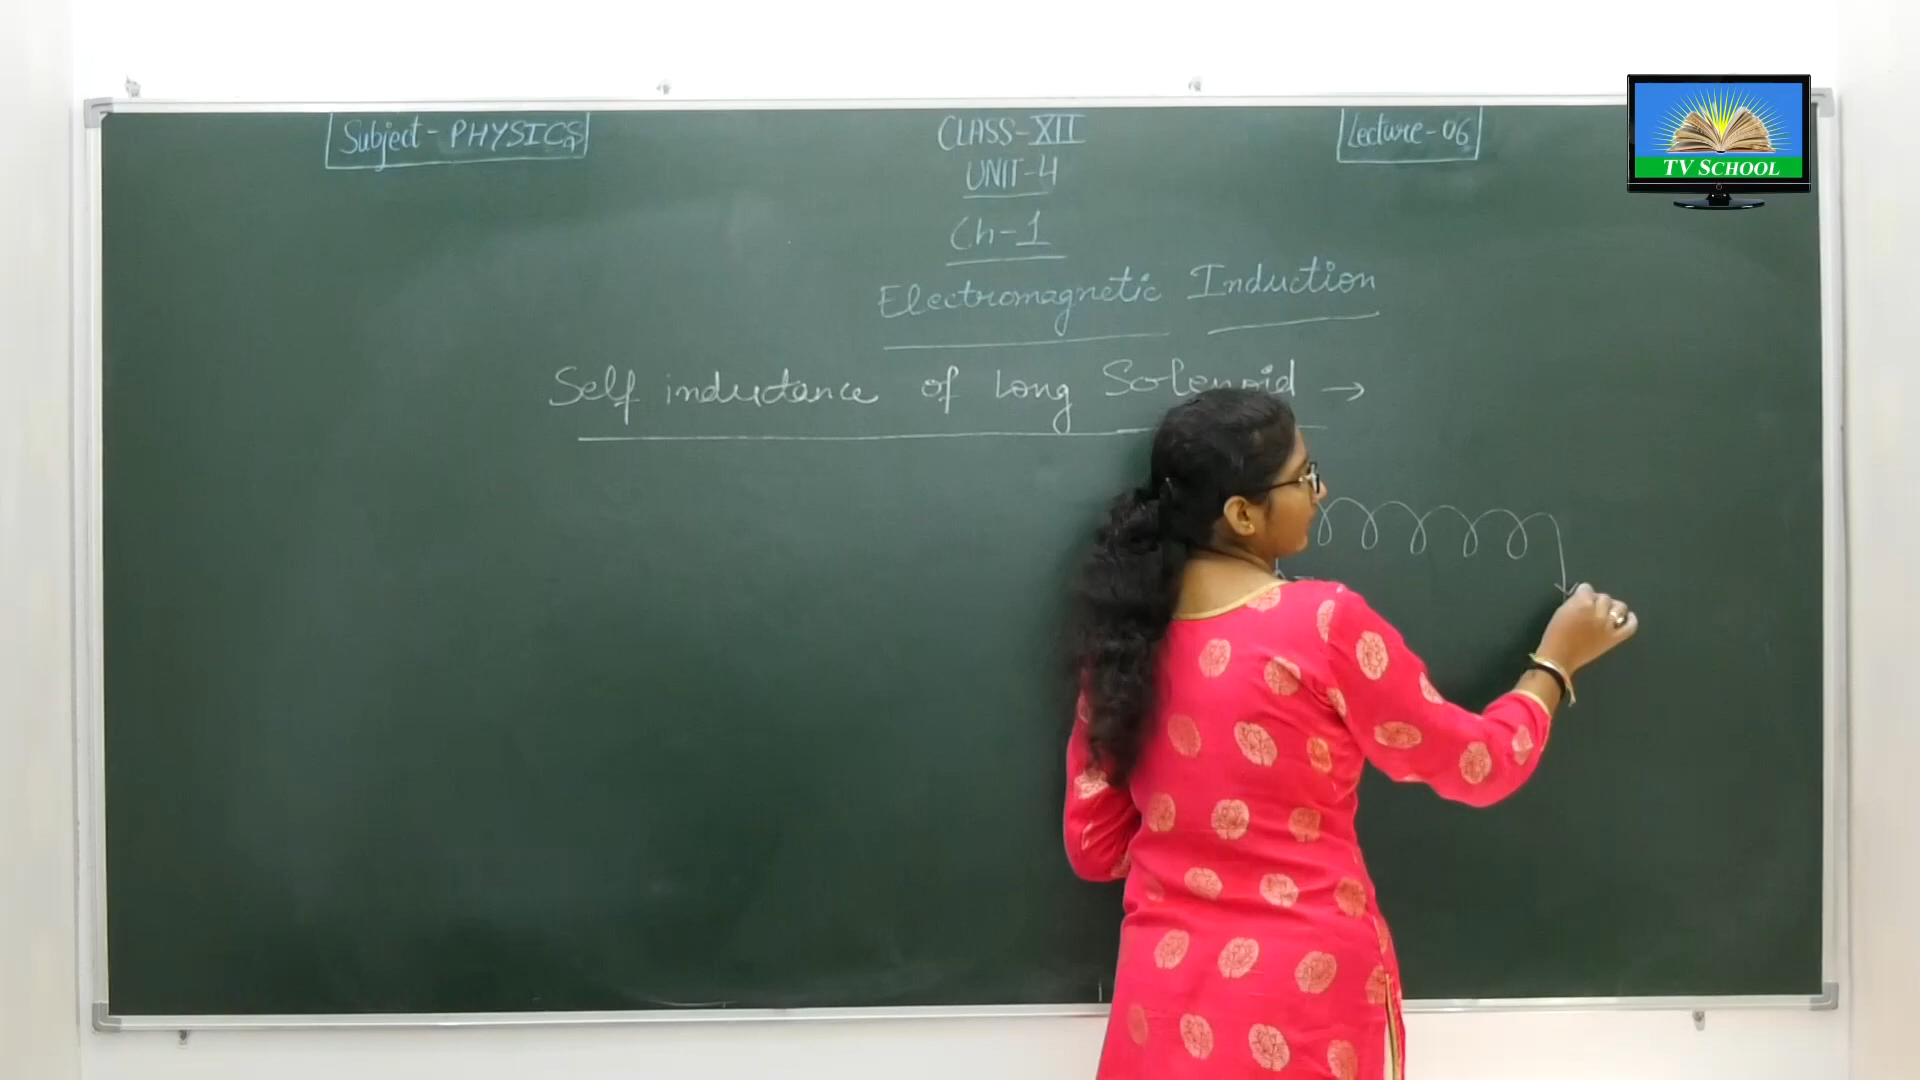 Subject - PHYSICS
CLASS-XII
Lecture-06
UNIT-4
Ch-1
Electromagnetic Induction
Self inductance of Long Solenoid →
TV SCHOOL